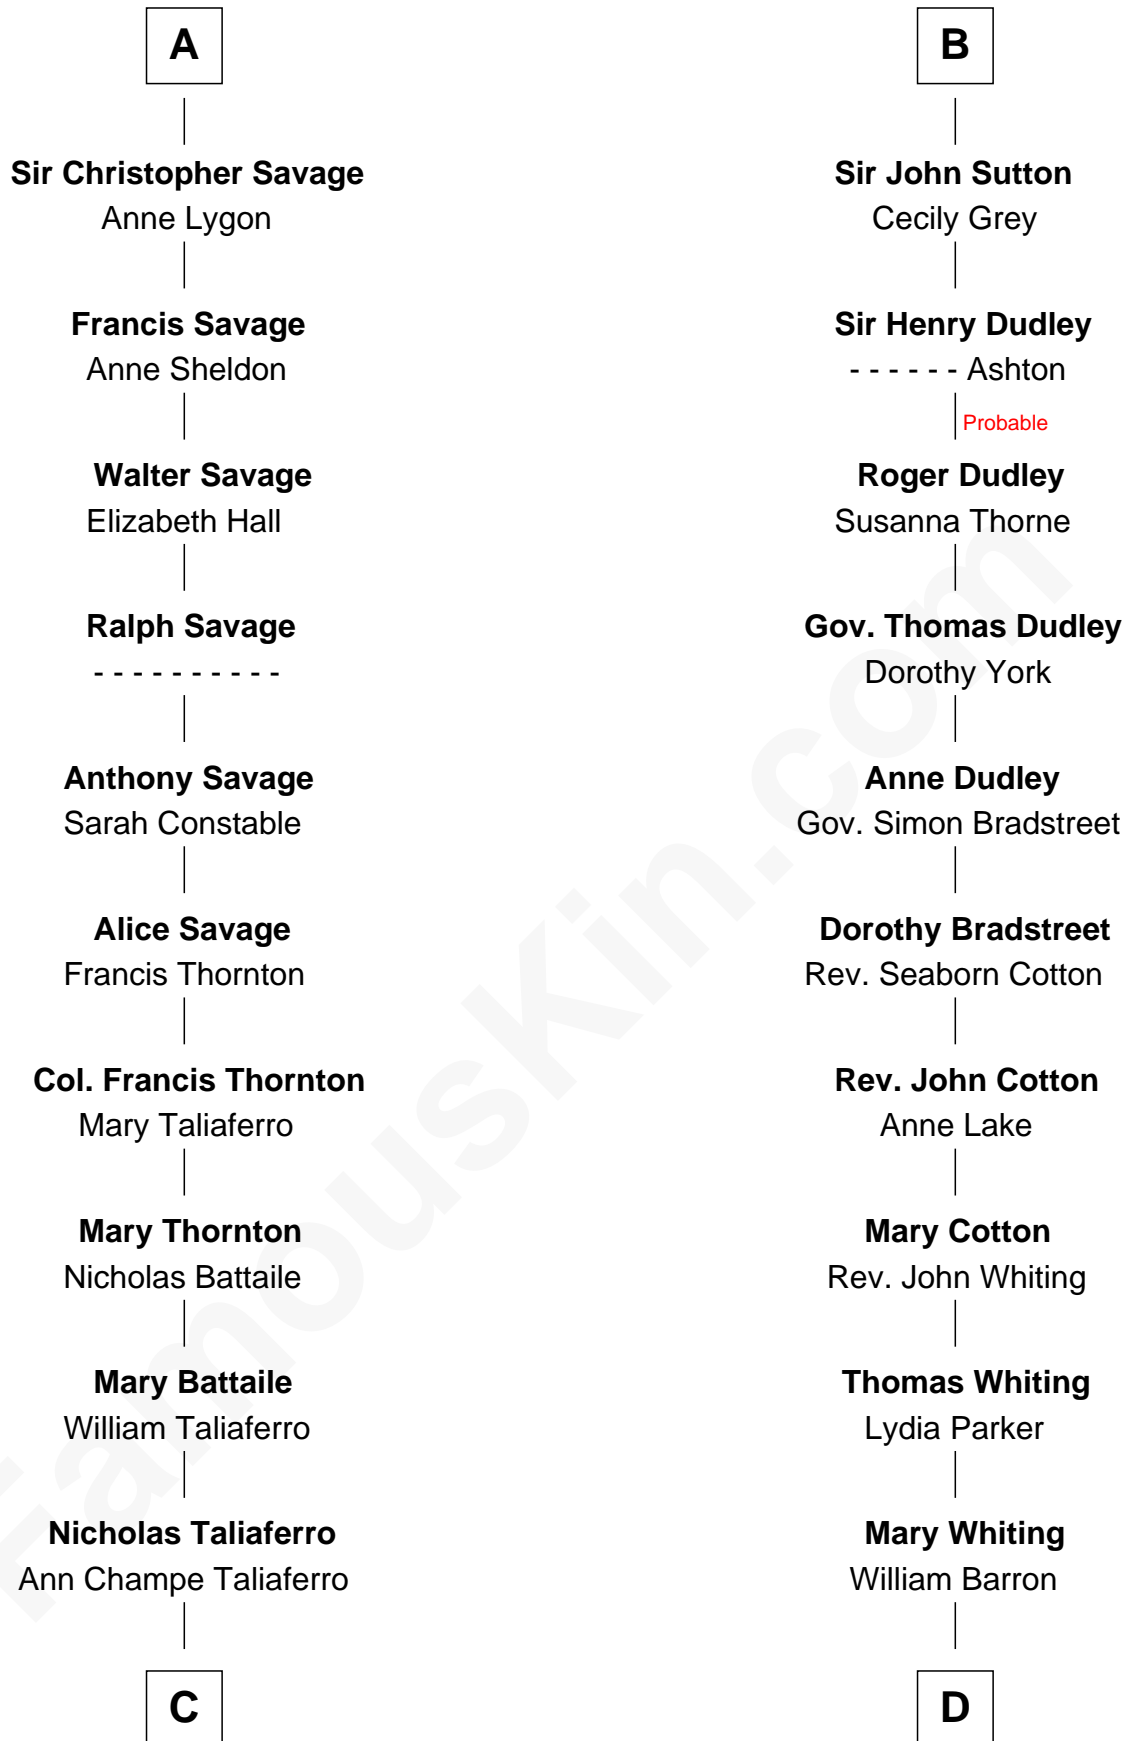 A
Sir Christopher Savage
Anne Lygon
Francis Savage
Anne Sheldon
Walter Savage
Elizabeth Hall
Ralph Savage
- - - - - - - - - -
Anthony Savage
Sarah Constable
Alice Savage
Francis Thornton
Col. Francis Thornton
Mary Taliaferro
Mary Thornton
Nicholas Battaile
Mary Battaile
William Taliaferro
Nicholas Taliaferro
Ann Champe Taliaferro
C
B
Sir John Sutton
Cecily Grey
Sir Henry Dudley
- - - - - - Ashton
Probable
Roger Dudley
Susanna Thorne
Gov. Thomas Dudley
Dorothy York
Anne Dudley
Gov. Simon Bradstreet
Dorothy Bradstreet
Rev. Seaborn Cotton
Rev. John Cotton
Anne Lake
Mary Cotton
Rev. John Whiting
Thomas Whiting
Lydia Parker
Mary Whiting
William Barron
D
FamousKin.com